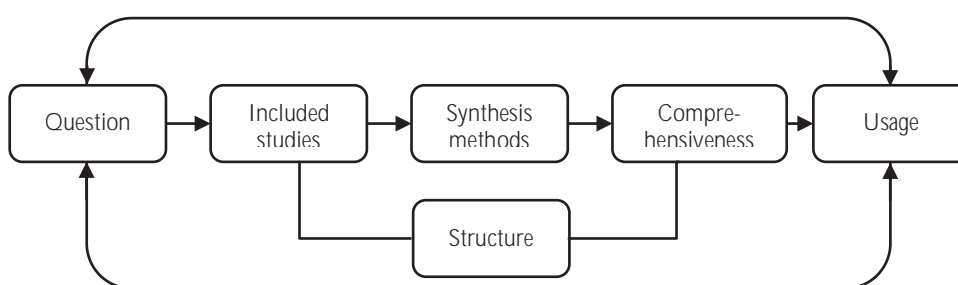 Question
Included
studies
Synthesis
methods
Compre-
hensiveness
Usage
Structure